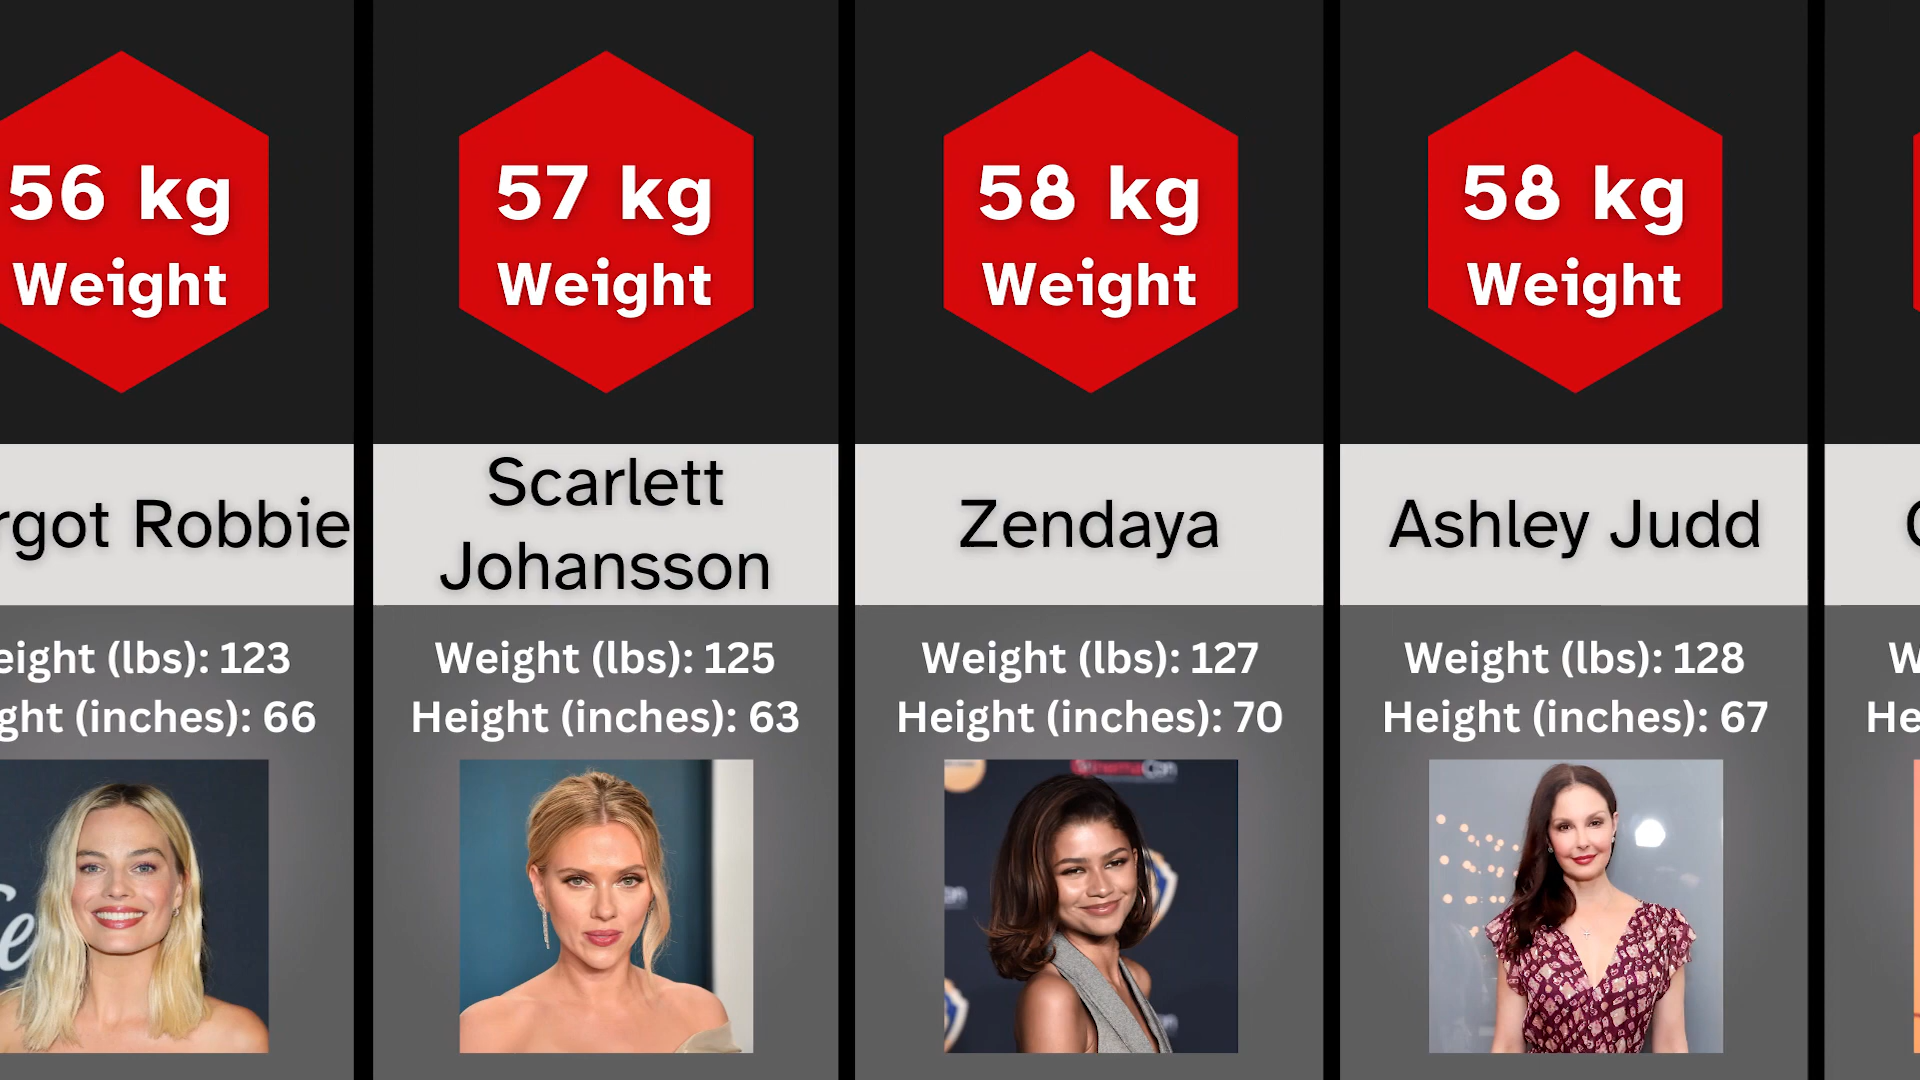 56 kg
Weight
57 kg
Weight
58 kg
Weight
58 kg
Weight
rgot Robbie
Scarlett
Johansson
Zendaya
Ashley Judd
eight (lbs): 123
ght (inches): 66
Weight (lbs): 125
Height (inches): 63
Weight (lbs): 127
Height (inches): 70
Weight (lbs): 128
Height (inches): 67
W
He